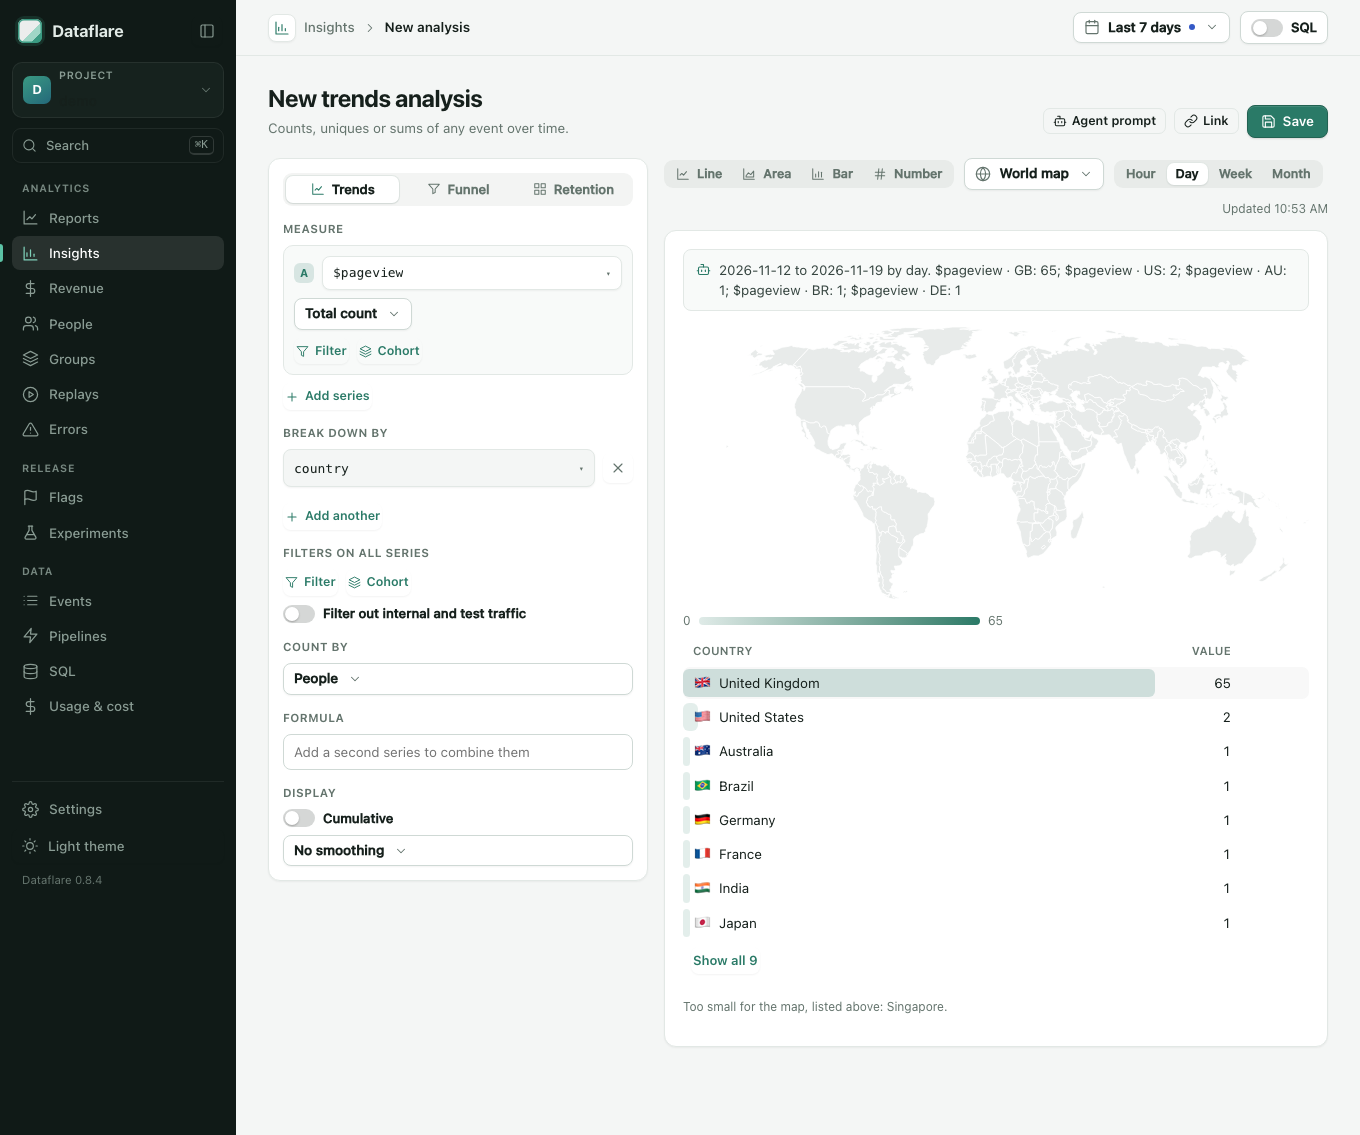 Dataflare
PROJECT
D
Search ⌘K
ANALYTICS
Reports
Insights
Revenue
People
Groups
Replays
Errors
RELEASE
Flags
Experiments
DATA
Events
Pipelines
SQL
Usage & cost
Settings
Light theme
Dataflare 0.8.4
Insights > New analysis
Last 7 days
SQL
New trends analysis
Counts, uniques or sums of any event over time.
Agent prompt
Link
Save
Trends Funnel Retention
MEASURE
A $pageview
Total count
Filter Cohort
+ Add series
BREAK DOWN BY
country
+ Add another
FILTERS ON ALL SERIES
Filter Cohort
Filter out internal and test traffic
COUNT BY
People
FORMULA
Add a second series to combine them
DISPLAY
Cumulative
No smoothing
Line Area Bar # Number
World map
Hour Day Week Month
Updated 10:53 AM
2026-11-12 to 2026-11-19 by day. $pageview · GB: 65; $pageview · US: 2; $pageview · AU:
1; $pageview · BR: 1; $pageview · DE: 1
0 65
COUNTRY VALUE
United Kingdom 65
United States 2
Australia 1
Brazil 1
Germany 1
France 1
India 1
Japan 1
Show all 9
Too small for the map, listed above: Singapore.